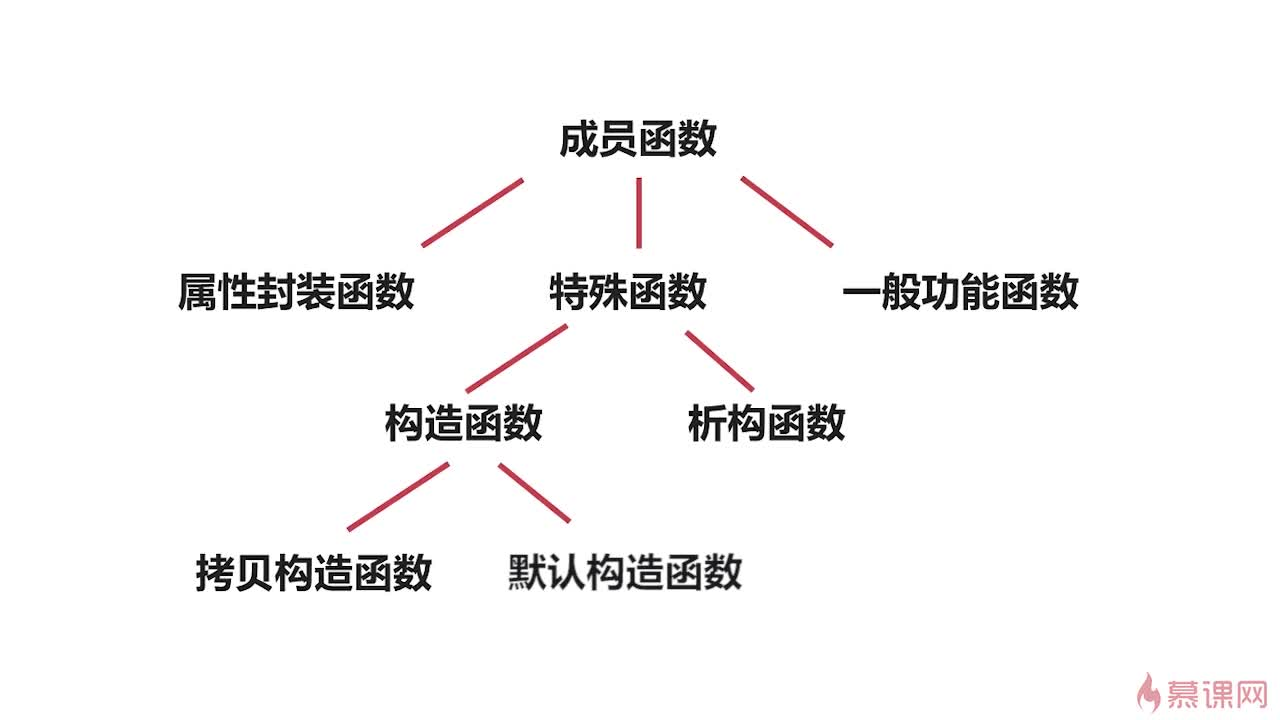 成员函数
属性封装函数 特殊函数 一般功能函数
构造函数 析构函数
拷贝构造函数 默认构造函数
慕课网